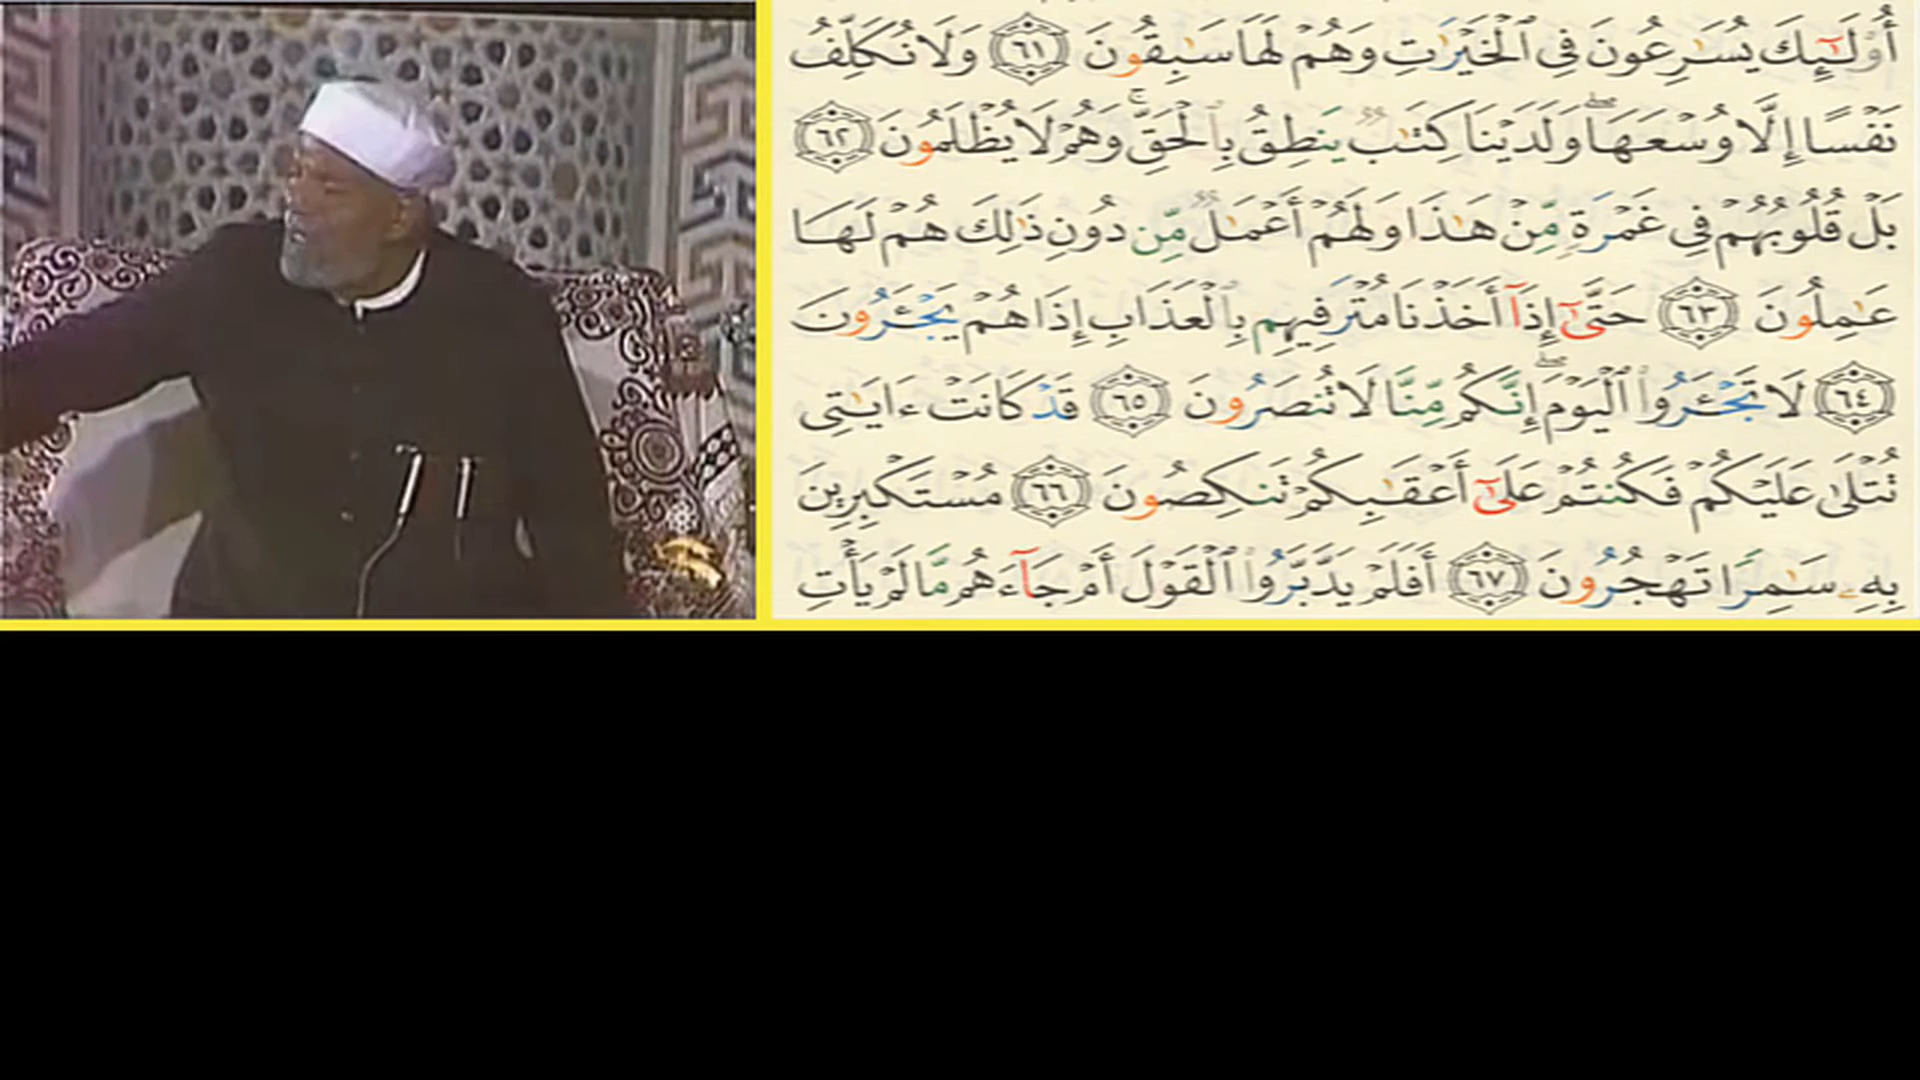 أُوْلَٰٓئِكَ يُسَٰرِعُونَ فِي ٱلْخَيْرَٰتِ وَهُمْ لَهَا سَٰبِقُونَ ٦١ وَلَا نُكَلِّفُ
نَفْسًا إِلَّا وُسْعَهَا ۖ وَلَدَيْنَا كِتَٰبٌ يَنطِقُ بِٱلْحَقِّ ۚ وَهُمْ لَا يُظْلَمُونَ ٦٢
بَلْ قُلُوبُهُمْ فِي غَمْرَةٍ مِّنْ هَٰذَا وَلَهُمْ أَعْمَٰلٌ مِّن دُونِ ذَٰلِكَ هُمْ لَهَا
عَٰمِلُونَ ٦٣ حَتَّىٰٓ إِذَآ أَخَذْنَا مُتْرَفِيهِم بِٱلْعَذَابِ إِذَا هُمْ يَجْـَٔرُونَ
٦٤ لَا تَجْـَٔرُوا۟ ٱلْيَوْمَ ۖ إِنَّكُم مِّنَّا لَا تُنصَرُونَ ٦٥ قَدْ كَانَتْ ءَايَٰتِى
تُتْلَىٰ عَلَيْكُمْ فَكُنتُمْ عَلَىٰٓ أَعْقَٰبِكُمْ تَنكِصُونَ ٦٦ مُسْتَكْبِرِينَ
بِهِۦ سَٰمِرًا تَهْجُرُونَ ٦٧ أَفَلَمْ يَدَّبَّرُوا۟ ٱلْقَوْلَ أَمْ جَآءَهُم مَّا لَمْ يَأْتِ